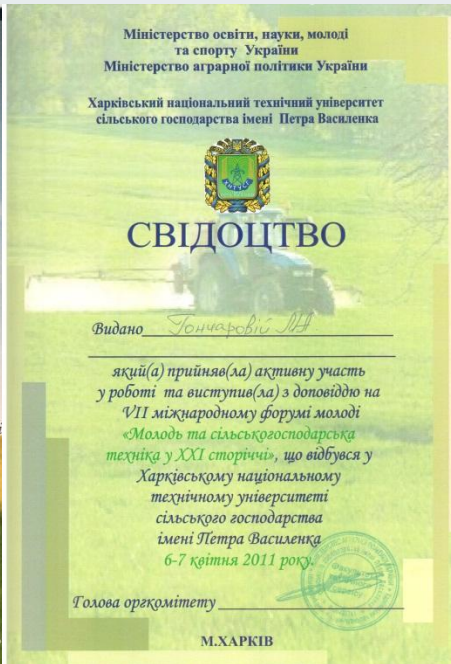 Міністерство освіти, науки, молоді
та спорту України
Міністерство аграрної політики України
Харківський національний технічний університет
сільського господарства імені Петра Василенка
СВІДОЦТВО
Видано Гончаровій
який(а) прийняв(ла) активну участь
у роботі та виступив(ла) з доповіддю на
VII міжнародному форумі молоді
«Молодь та сільськогосподарська
техніка у XXI сторіччі», що відбувся у
Харківському національному
технічному університеті
сільського господарства
імені Петра Василенка
6-7 квітня 2011 року.
Голова оргкомітету
М.ХАРКІВ